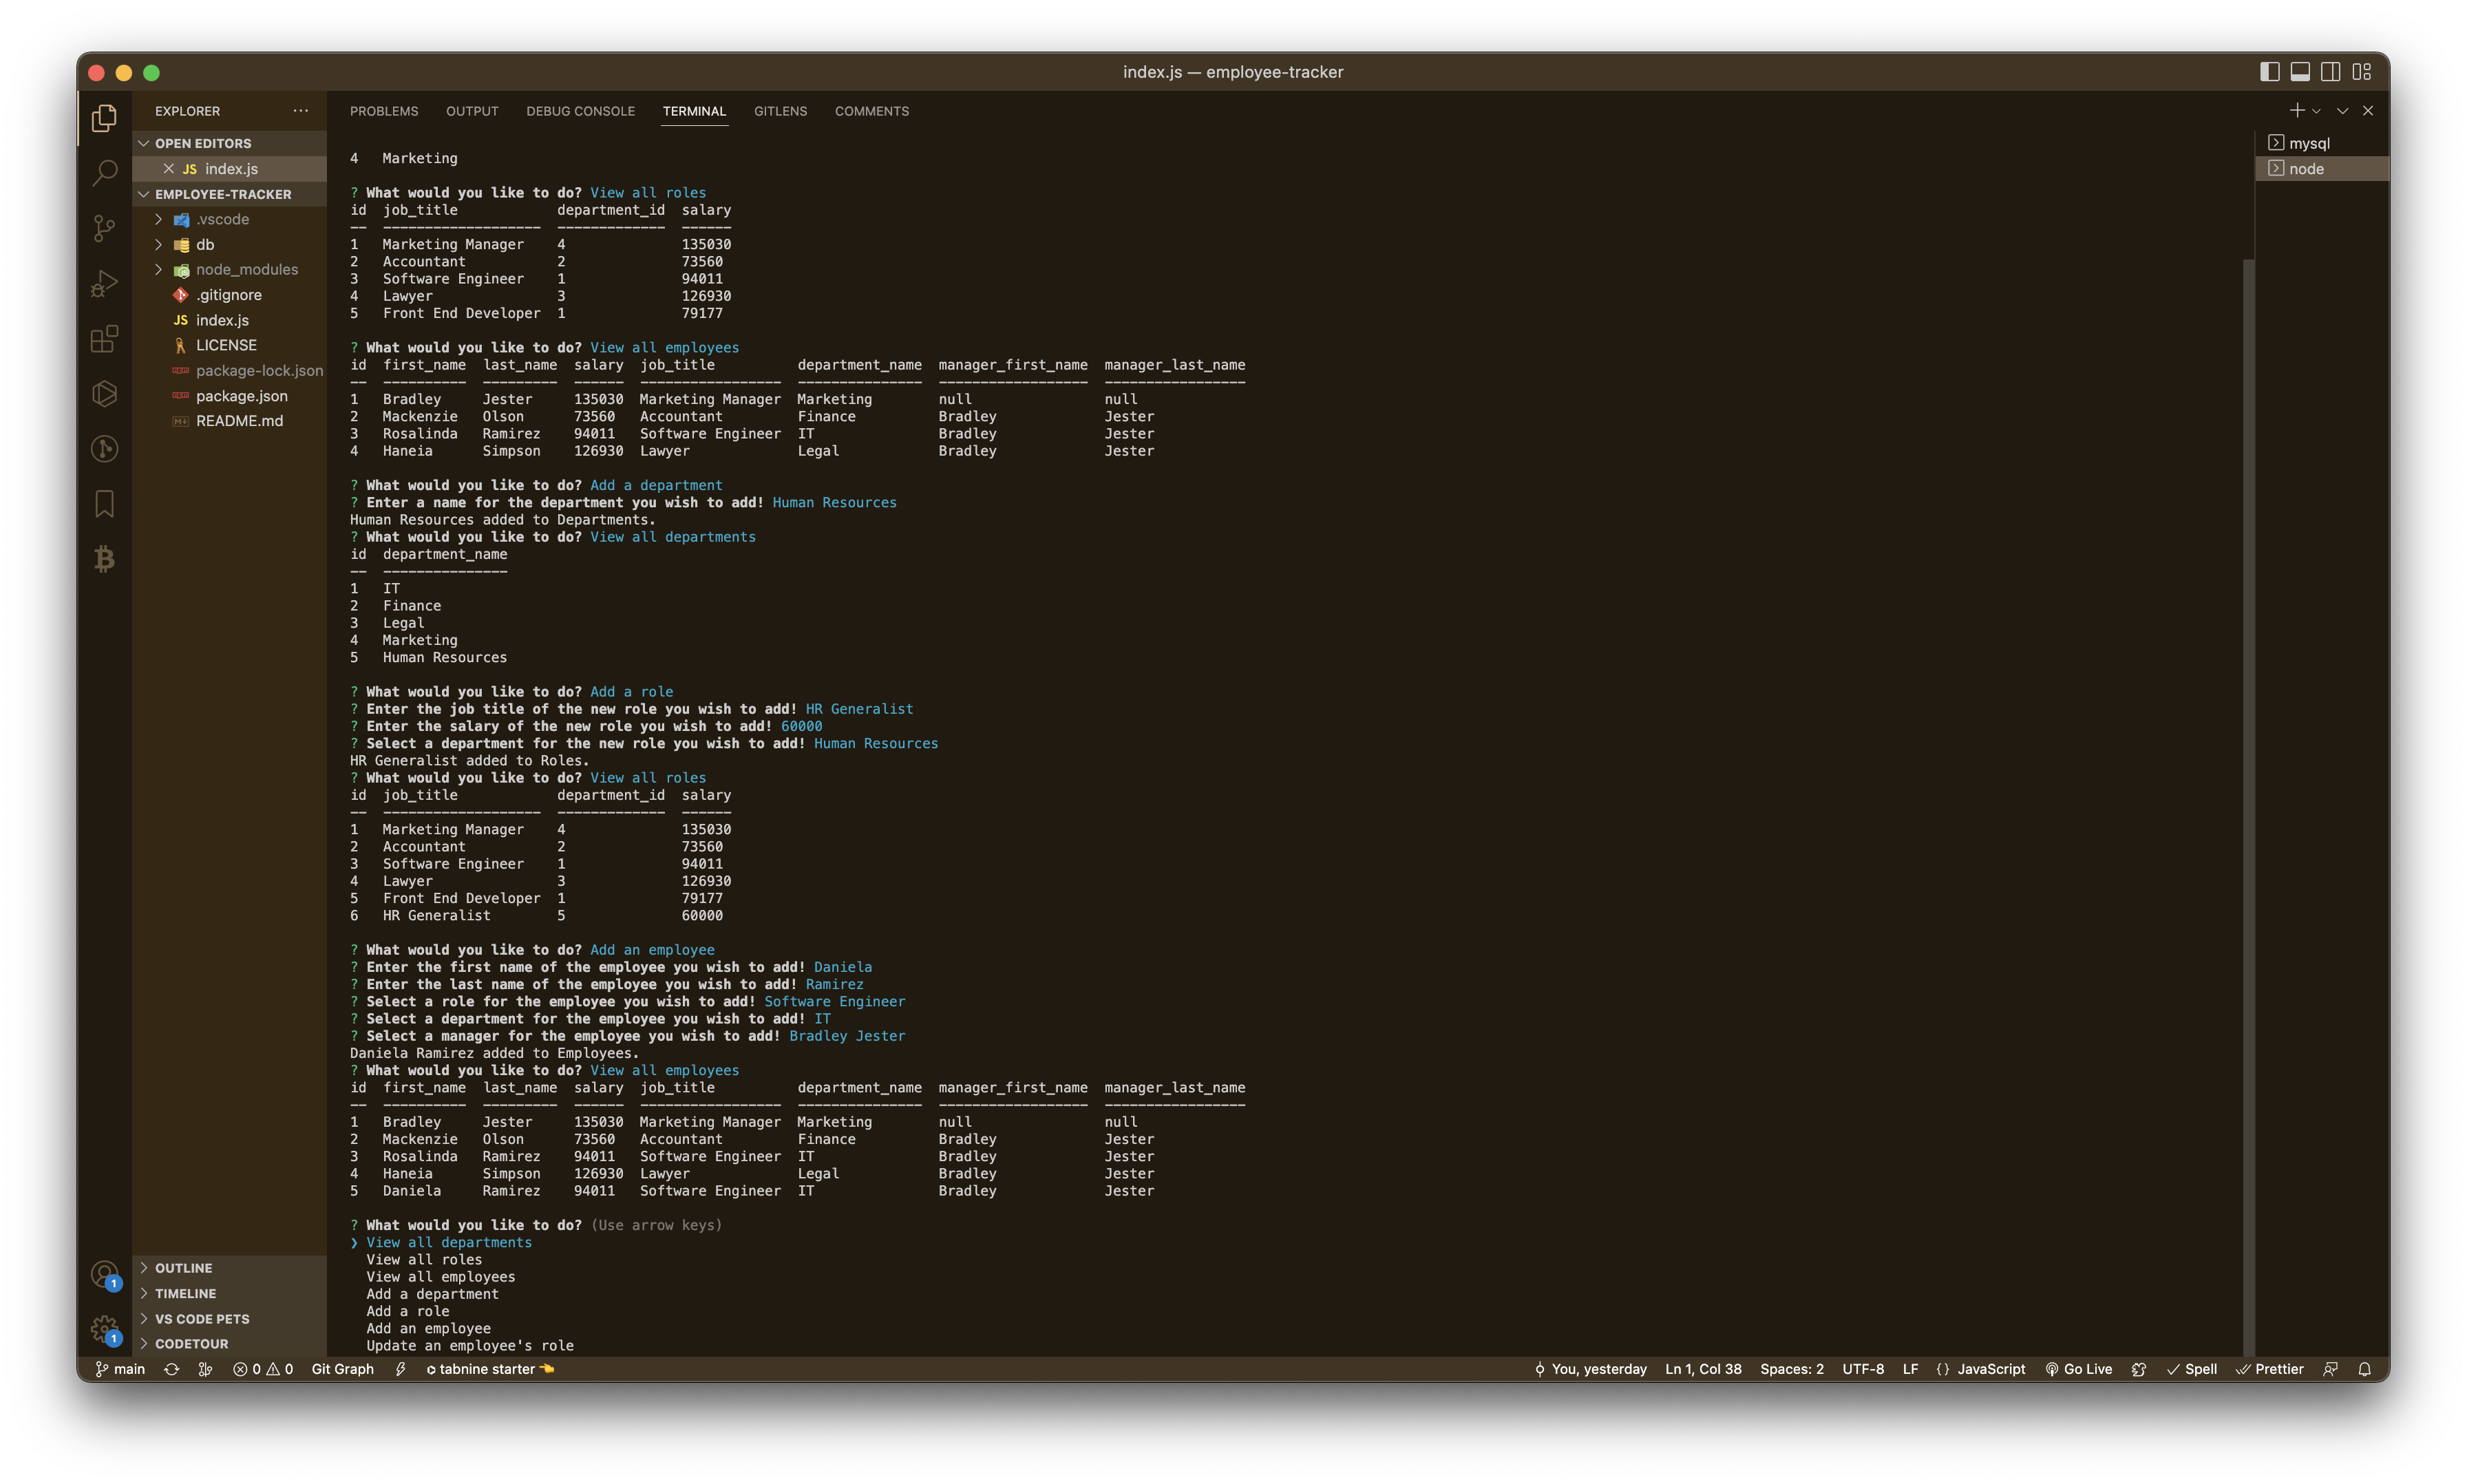 index.js — employee-tracker
EXPLORER
OPEN EDITORS
JS index.js
EMPLOYEE-TRACKER
.vscode
db
node_modules
.gitignore
JS index.js
LICENSE
package-lock.json
package.json
README.md
OUTLINE
TIMELINE
VS CODE PETS
CODETOUR
PROBLEMS OUTPUT DEBUG CONSOLE TERMINAL GITLENS COMMENTS
4 Marketing
? What would you like to do? View all roles
id job_title department_id salary
-- ------------------- ------------- ------
1 Marketing Manager 4 135030
2 Accountant 2 73560
3 Software Engineer 1 94011
4 Lawyer 3 126930
5 Front End Developer 1 79177
? What would you like to do? View all employees
id first_name last_name salary job_title department_name manager_first_name manager_last_name
-- ---------- --------- ------ ----------------- --------------- ------------------ -----------------
1 Bradley Jester 135030 Marketing Manager Marketing null null
2 Mackenzie Olson 73560 Accountant Finance Bradley Jester
3 Rosalinda Ramirez 94011 Software Engineer IT Bradley Jester
4 Haneia Simpson 126930 Lawyer Legal Bradley Jester
? What would you like to do? Add a department
? Enter a name for the department you wish to add! Human Resources
Human Resources added to Departments.
? What would you like to do? View all departments
id department_name
-- ---------------
1 IT
2 Finance
3 Legal
4 Marketing
5 Human Resources
? What would you like to do? Add a role
? Enter the job title of the new role you wish to add! HR Generalist
? Enter the salary of the new role you wish to add! 60000
? Select a department for the new role you wish to add! Human Resources
HR Generalist added to Roles.
? What would you like to do? View all roles
id job_title department_id salary
-- ------------------- ------------- ------
1 Marketing Manager 4 135030
2 Accountant 2 73560
3 Software Engineer 1 94011
4 Lawyer 3 126930
5 Front End Developer 1 79177
6 HR Generalist 5 60000
? What would you like to do? Add an employee
? Enter the first name of the employee you wish to add! Daniela
? Enter the last name of the employee you wish to add! Ramirez
? Select a role for the employee you wish to add! Software Engineer
? Select a department for the employee you wish to add! IT
? Select a manager for the employee you wish to add! Bradley Jester
Daniela Ramirez added to Employees.
? What would you like to do? View all employees
id first_name last_name salary job_title department_name manager_first_name manager_last_name
-- ---------- --------- ------ ----------------- --------------- ------------------ -----------------
1 Bradley Jester 135030 Marketing Manager Marketing null null
2 Mackenzie Olson 73560 Accountant Finance Bradley Jester
3 Rosalinda Ramirez 94011 Software Engineer IT Bradley Jester
4 Haneia Simpson 126930 Lawyer Legal Bradley Jester
5 Daniela Ramirez 94011 Software Engineer IT Bradley Jester
? What would you like to do? (Use arrow keys)
❯ View all departments
View all roles
View all employees
Add a department
Add a role
Add an employee
Update an employee's role
mysql
node
1
1
main 0 0 Git Graph tabnine starter You, yesterday Ln 1, Col 38 Spaces: 2 UTF-8 LF {} JavaScript Go Live Spell Prettier